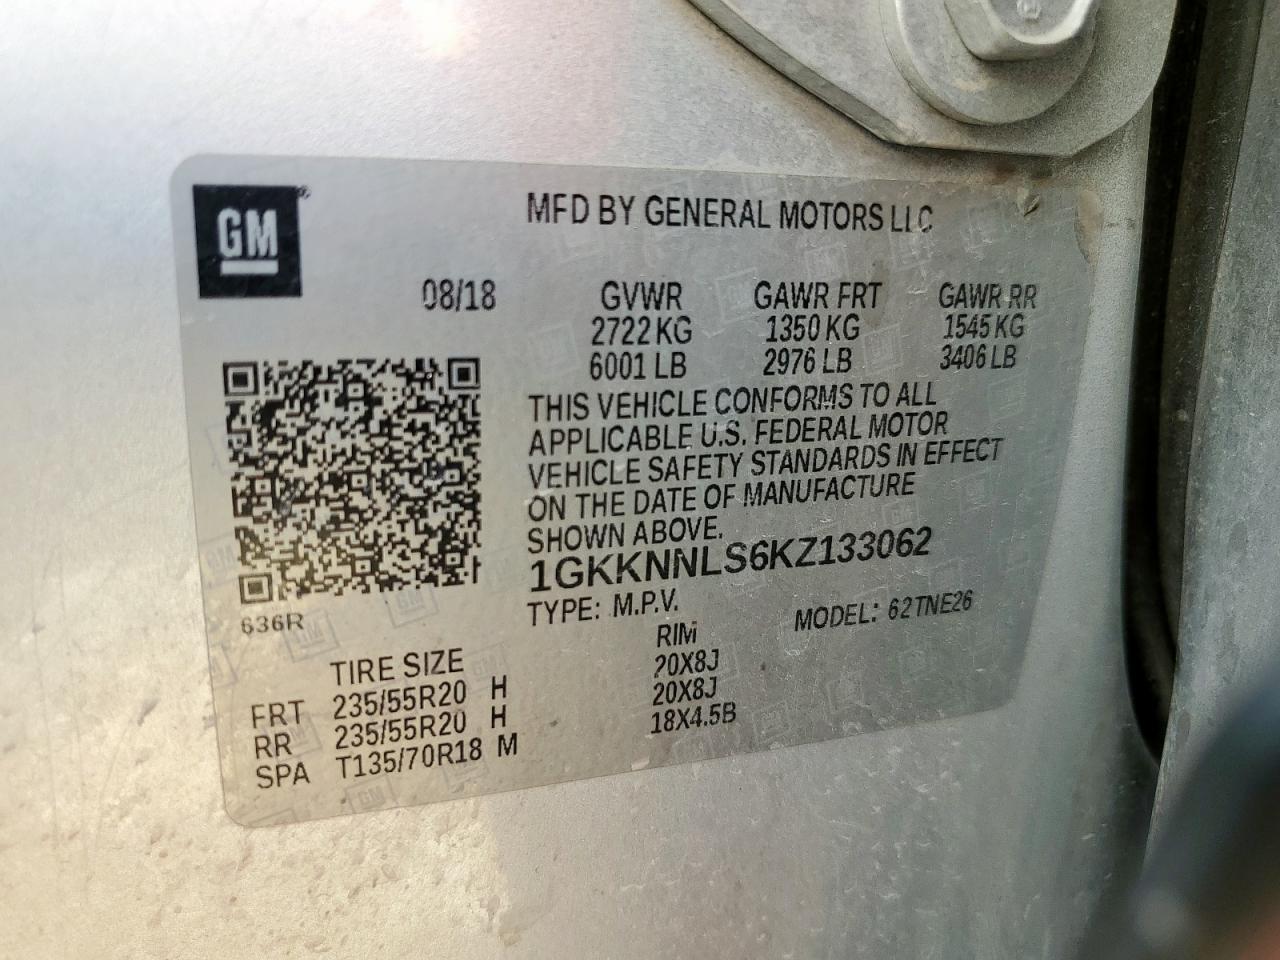 GM
MFD BY GENERAL MOTORS LLC
08/18
GVWR GAWR FRT GAWR RR
2722 KG 1350 KG 1545 KG
6001 LB 2976 LB 3406 LB
THIS VEHICLE CONFORMS TO ALL
APPLICABLE U.S. FEDERAL MOTOR
VEHICLE SAFETY STANDARDS IN EFFECT
ON THE DATE OF MANUFACTURE
SHOWN ABOVE.
1GKKNNLS6KZ133062
TYPE: M.P.V. MODEL: 62TNE26
636R
TIRE SIZE RIM
FRT 235/55R20 H 20X8J
RR 235/55R20 H 20X8J
SPA T135/70R18 M 18X4.5B